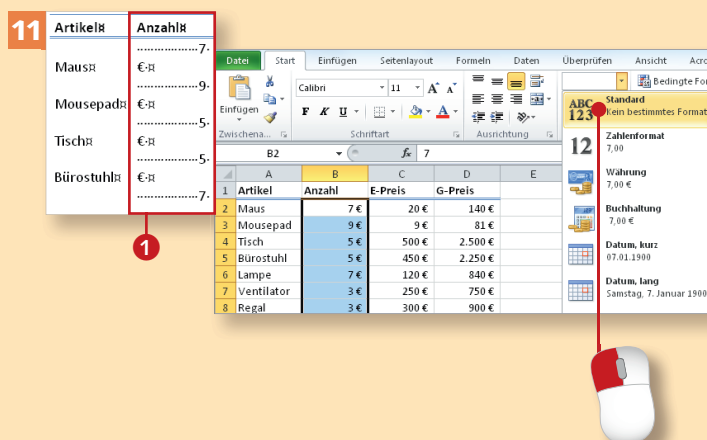 11
Artikel¤ Anzahl¤
.................7·
Maus¤ €·¤
.................9·
Mousepad¤ €·¤
.................5·
Tisch¤ €·¤
.................5·
Bürostuhl¤ €·¤
.................7·
1
Datei Start Einfügen Seitenlayout Formeln Daten Überprüfen Ansicht Acro
Calibri 11 A A Bedingte For
Einfügen F K U A
Zwischena... Schriftart Ausrichtung
B2 fx 7
A B C D E
1 Artikel Anzahl E-Preis G-Preis
2 Maus 7 € 20 € 140 €
3 Mousepad 9 € 9 € 81 €
4 Tisch 5 € 500 € 2.500 €
5 Bürostuhl 5 € 450 € 2.250 €
6 Lampe 7 € 120 € 840 €
7 Ventilator 3 € 250 € 750 €
8 Regal 3 € 300 € 900 €
ABC 123 Standard
Kein bestimmtes Format
12 Zahlenformat
7,00
Währung
7,00 €
Buchhaltung
7,00 €
Datum, kurz
07.01.1900
Datum, lang
Samstag, 7. Januar 1900